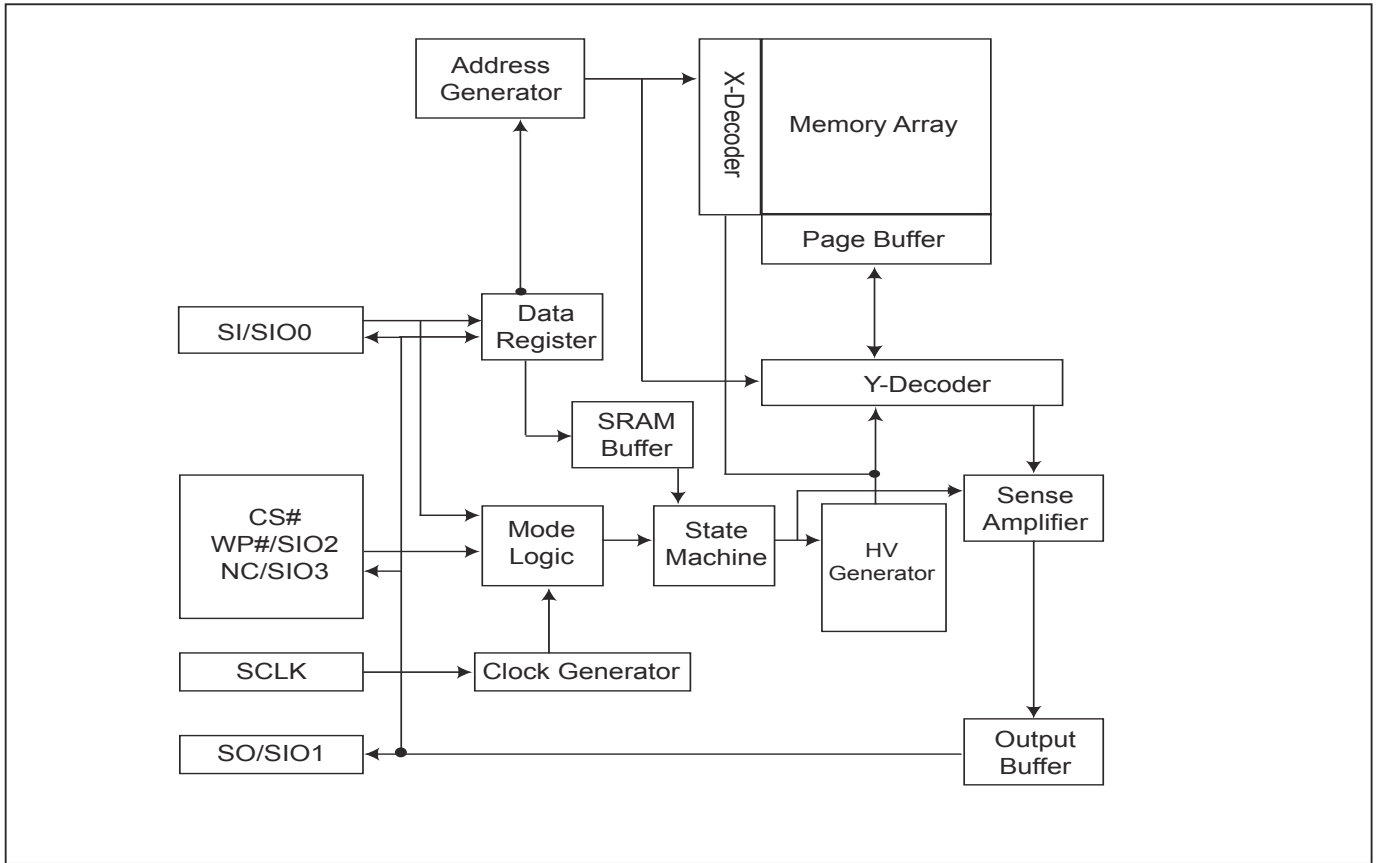 Address
Generator
X-Decoder
Memory Array
Page Buffer
SI/SIO0
Data
Register
Y-Decoder
SRAM
Buffer
CS#
WP#/SIO2
NC/SIO3
Mode
Logic
State
Machine
HV
Generator
Sense
Amplifier
SCLK
Clock Generator
SO/SIO1
Output
Buffer